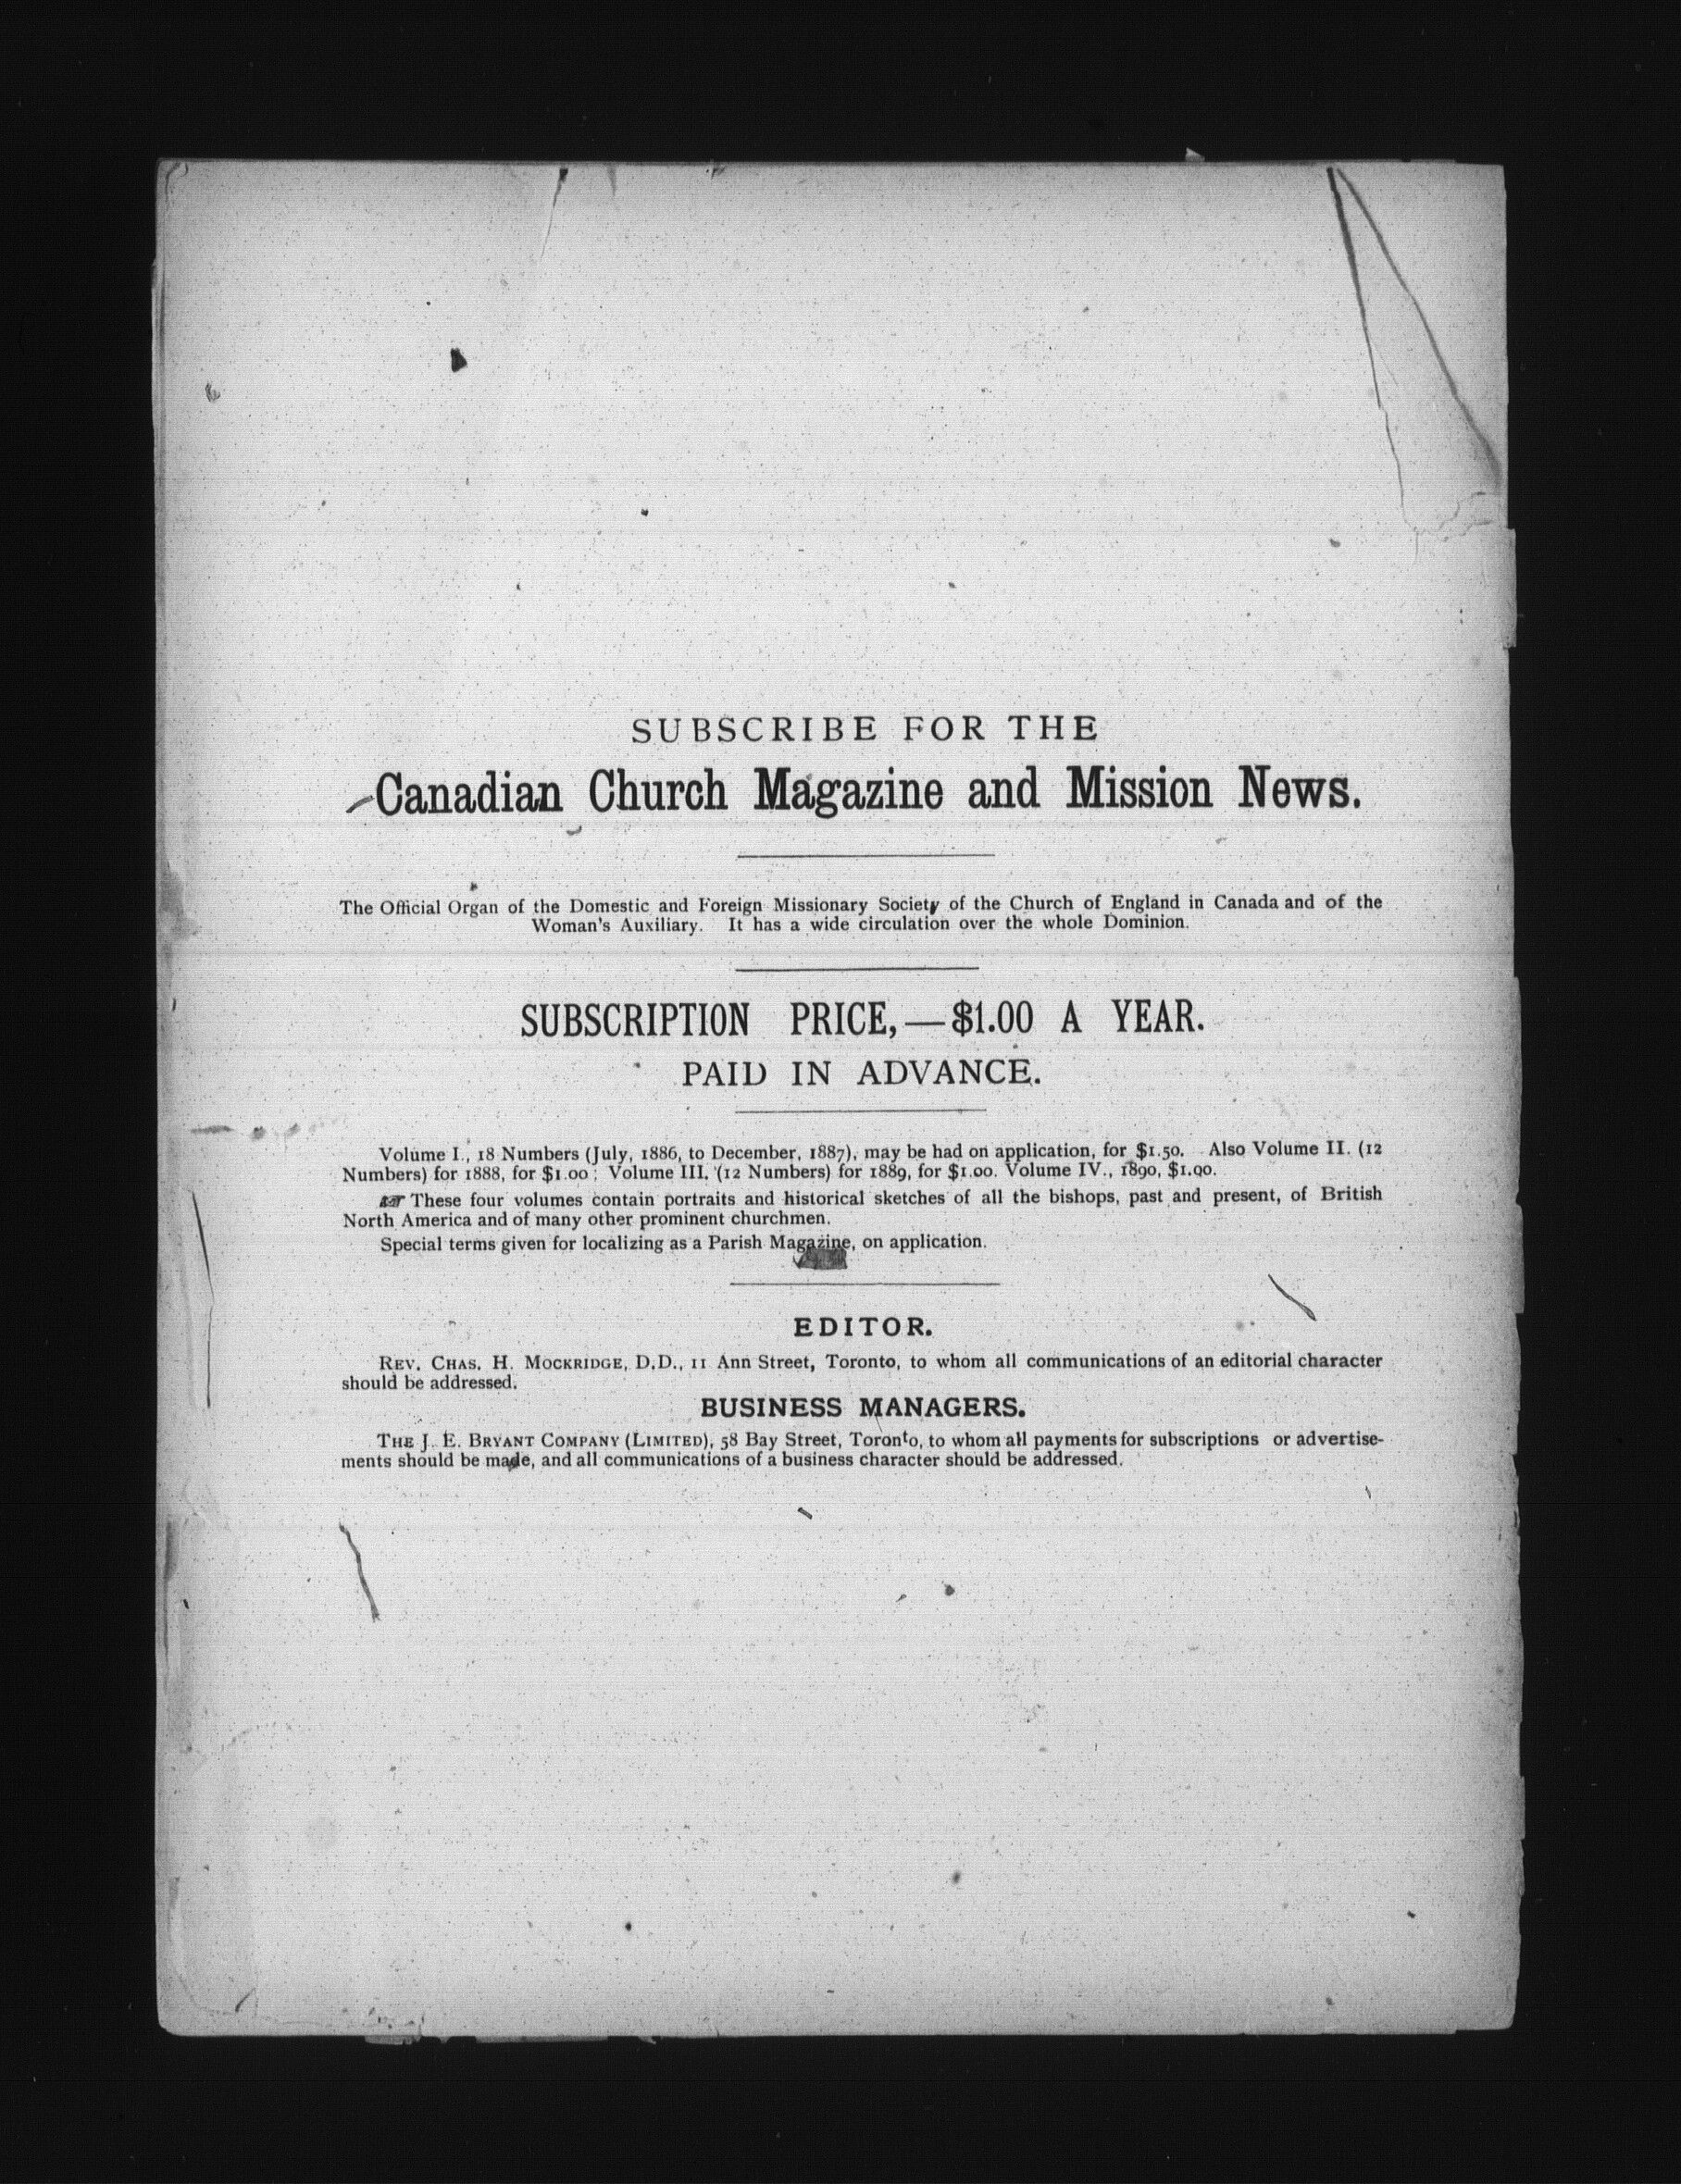 SUBSCRIBE FOR THE
Canadian Church Magazine and Mission News.
The Official Organ of the Domestic and Foreign Missionary Society of the Church of England in Canada and of the
Woman's Auxiliary. It has a wide circulation over the whole Dominion.
SUBSCRIPTION PRICE,—$1.00 A YEAR.
PAID IN ADVANCE.
Volume I., 18 Numbers (July, 1886, to December, 1887), may be had on application, for $1.50. Also Volume II. (12
Numbers) for 1888, for $1.00; Volume III. (12 Numbers) for 1889, for $1.00. Volume IV., 1890, $1.00.
☞ These four volumes contain portraits and historical sketches of all the bishops, past and present, of British
North America and of many other prominent churchmen.
Special terms given for localizing as a Parish Magazine, on application.
EDITOR.
REV. CHAS. H. MOCKRIDGE, D.D., 11 Ann Street, Toronto, to whom all communications of an editorial character
should be addressed.
BUSINESS MANAGERS.
THE J. E. BRYANT COMPANY (LIMITED), 58 Bay Street, Toronto, to whom all payments for subscriptions or advertise-
ments should be made, and all communications of a business character should be addressed.